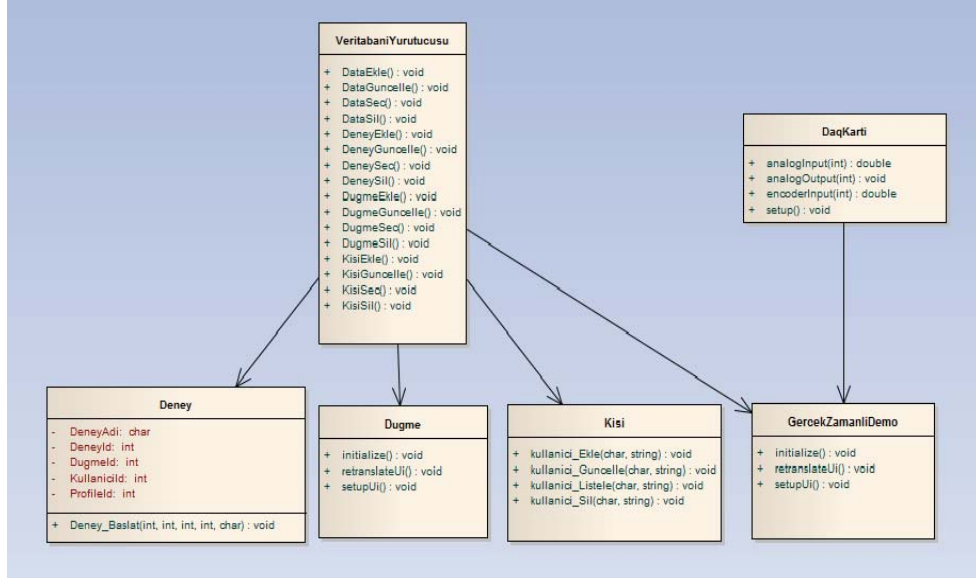 VeritabaniYurutucusu
+ DataEkle() : void
+ DataGuncelle() : void
+ DataSec() : void
+ DataSil() : void
+ DeneyEkle() : void
+ DeneyGuncelle() : void
+ DeneySec() : void
+ DeneySil() : void
+ DugmeEkle() : void
+ DugmeGuncelle() : void
+ DugmeSec() : void
+ DugmeSil() : void
+ KisiEkle() : void
+ KisiGuncelle() : void
+ KisiSec() : void
+ KisiSil() : void
DaqKarti
+ analogInput(int) : double
+ analogOutput(int) : void
+ encoderInput(int) : double
+ setup() : void
Deney
- DeneyAdi: char
- DeneyId: int
- DugmeId: int
- KullaniciId: int
- ProfileId: int
+ Deney_Baslat(int, int, int, int, char) : void
Dugme
+ initialize() : void
+ retranslateUi() : void
+ setupUi() : void
Kisi
+ kullanici_Ekle(char, string) : void
+ kullanici_Guncelle(char, string) : void
+ kullanici_Listele(char, string) : void
+ kullanici_Sil(char, string) : void
GercekZamanliDemo
+ initialize() : void
+ retranslateUi() : void
+ setupUi() : void